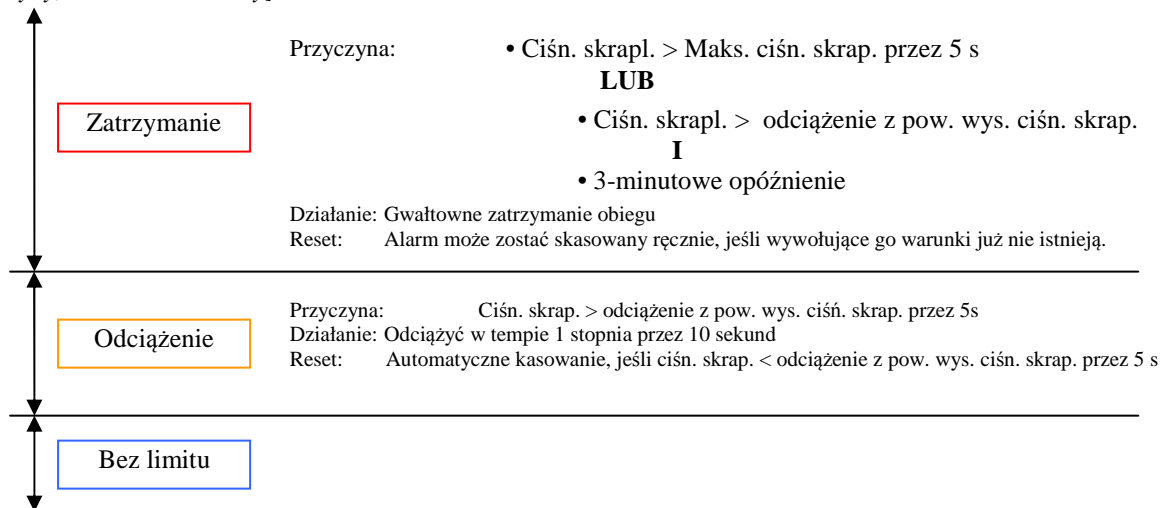 Przyczyna: • Ciśn. skrapl. > Maks. ciśn. skrap. przez 5 s
LUB
Zatrzymanie
• Ciśn. skrapl. > odciążenie z pow. wys. ciśn. skrap.
I
• 3-minutowe opóźnienie
Działanie: Gwałtowne zatrzymanie obiegu
Reset: Alarm może zostać skasowany ręcznie, jeśli wywołujące go warunki już nie istnieją.
Przyczyna: Ciśn. skrap. > odciążenie z pow. wys. ciśń. skrap. przez 5s
Odciążenie
Działanie: Odciążyć w tempie 1 stopnia przez 10 sekund
Reset: Automatyczne kasowanie, jeśli ciśn. skrap. < odciążenie z pow. wys. ciśn. skrap. przez 5 s
Bez limitu